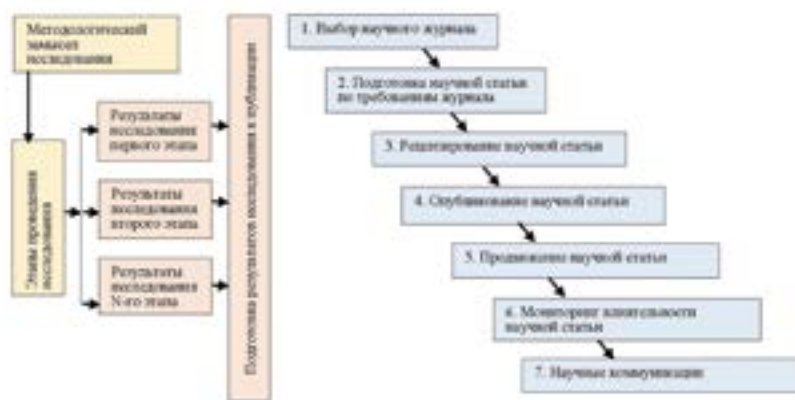 Методологический
замысел
исследования
Этапы проведения
исследования
Результаты
исследования
первого этапа
Результаты
исследования
второго этапа
Результаты
исследования
N-го этапа
Подготовка результатов исследования к публикации
1. Выбор научного журнала
2. Подготовка научной статьи
по требованиям журнала
3. Рецензирование научной статьи
4. Опубликование научной статьи
5. Продвижение научной статьи
6. Мониторинг влиятельности
научной статьи
7. Научные коммуникации